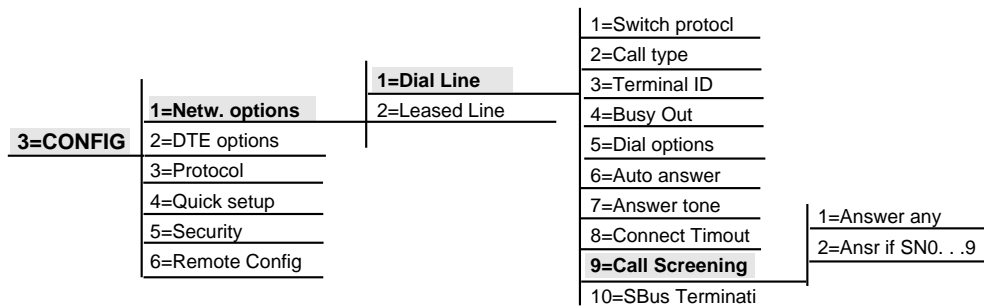 3=CONFIG
1=Netw. options
2=DTE options
3=Protocol
4=Quick setup
5=Security
6=Remote Config
1=Dial Line
2=Leased Line
1=Switch protocl
2=Call type
3=Terminal ID
4=Busy Out
5=Dial options
6=Auto answer
7=Answer tone
8=Connect Timout
9=Call Screening
10=SBus Terminati
1=Answer any
2=Ansr if SN0. . .9